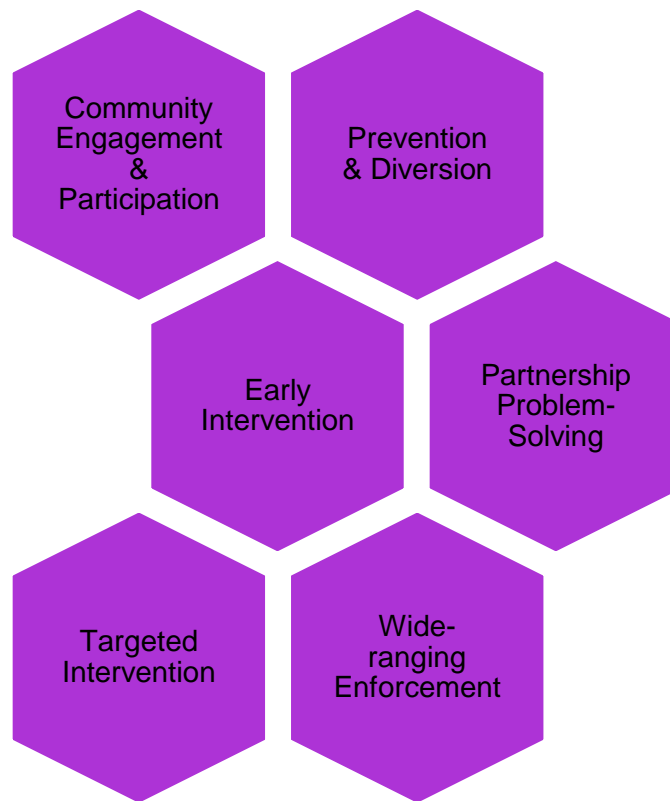 Community
Engagement
&
Participation
Prevention
& Diversion
Early
Intervention
Partnership
Problem-
Solving
Targeted
Intervention
Wide-
ranging
Enforcement